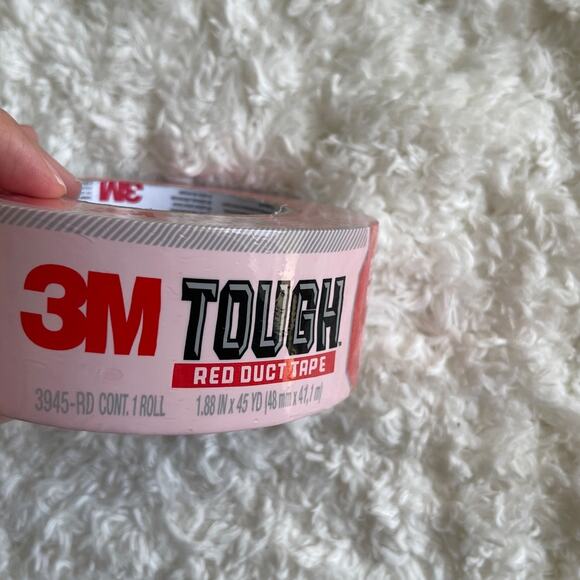 3M
3M TOUGH
RED DUCT TAPE
3945-RD CONT. 1 ROLL 1.88 IN x 45 YD (48 mm x 41,1 m)